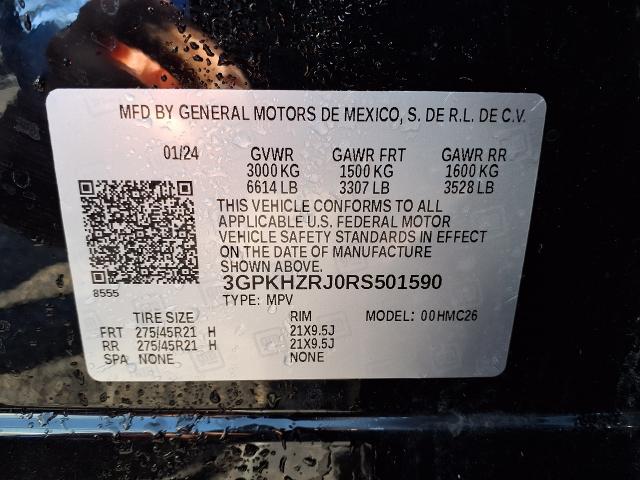 MFD BY GENERAL MOTORS DE MEXICO, S. DE R.L. DE C.V.
01/24 GVWR GAWR FRT GAWR RR
3000 KG 1500 KG 1600 KG
6614 LB 3307 LB 3528 LB
THIS VEHICLE CONFORMS TO ALL
APPLICABLE U.S. FEDERAL MOTOR
VEHICLE SAFETY STANDARDS IN EFFECT
ON THE DATE OF MANUFACTURE
SHOWN ABOVE.
3GPKHZRJ0RS501590
8555
TYPE: MPV
TIRE SIZE RIM MODEL: 00HMC26
FRT 275/45R21 H 21X9.5J
RR 275/45R21 H 21X9.5J
SPA NONE NONE